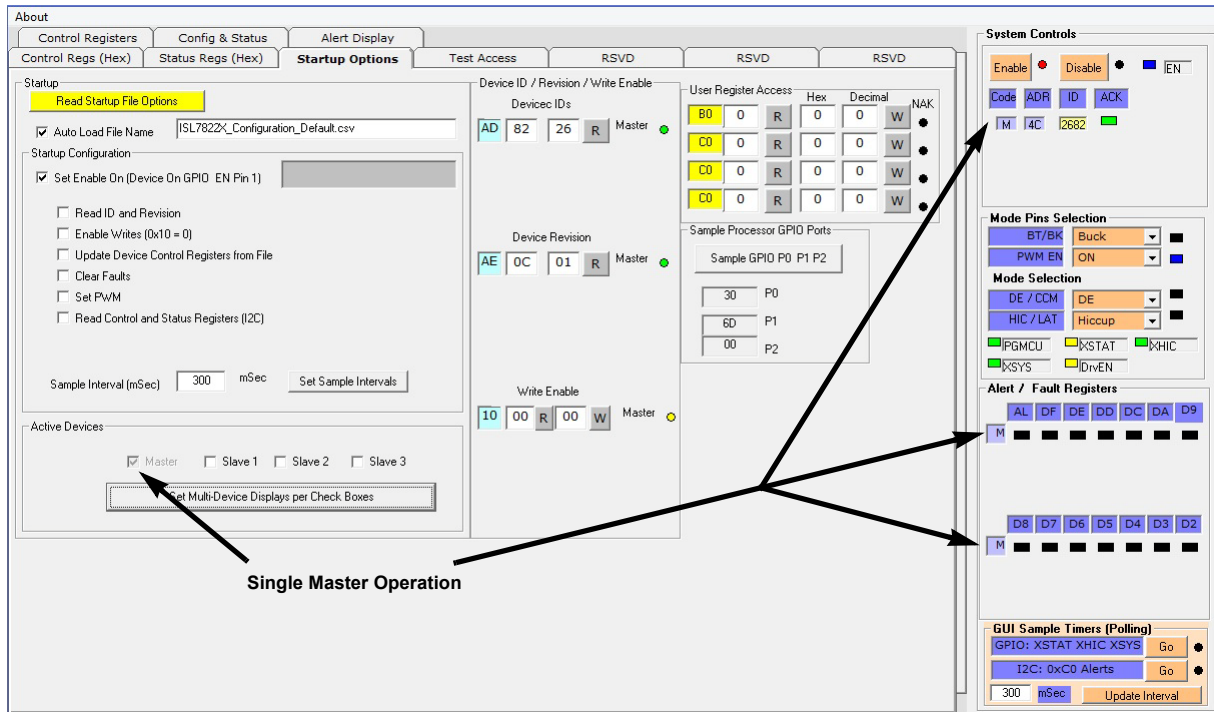 About
Control Registers
Config & Status
Alert Display
Control Regs (Hex)
Status Regs (Hex)
Startup Options
Test Access
RSVD
RSVD
RSVD
Startup
Read Startup File Options
Auto Load File Name
ISL7822X_Configuration_Default.csv
Startup Configuration
Set Enable On (Device On GPIO EN Pin 1)
Read ID and Revision
Enable Writes (0x10 = 0)
Update Device Control Registers from File
Clear Faults
Set PWM
Read Control and Status Registers (I2C)
Sample Interval (mSec)
300
mSec
Set Sample Intervals
Active Devices
Master
Slave 1
Slave 2
Slave 3
Set Multi-Device Displays per Check Boxes
Single Master Operation
Device ID / Revision / Write Enable
Devicec IDs
AD 82 26 R Master
Device Revision
AE 0C 01 R Master
Write Enable
10 00 R 00 W Master
User Register Access
Hex
Decimal
NAK
B0 0 R 0 0 W
C0 0 R 0 0 W
C0 0 R 0 0 W
C0 0 R 0 0 W
Sample Processor GPIO Ports
Sample GPIO P0 P1 P2
30 P0
6D P1
00 P2
System Controls
Enable
Disable
EN
Code ADR ID ACK
M 4C 2682
Mode Pins Selection
BT/BK Buck
PWM EN ON
Mode Selection
DE / CCM DE
HIC / LAT Hiccup
PGMCU
XSTAT
XHIC
XSYS
DrvEN
Alert / Fault Registers
AL DF DE DD DC DA D9
M
D8 D7 D6 D5 D4 D3 D2
M
GUI Sample Timers (Polling)
GPIO: XSTAT XHIC XSYS Go
I2C: 0xC0 Alerts Go
300 mSec Update Interval